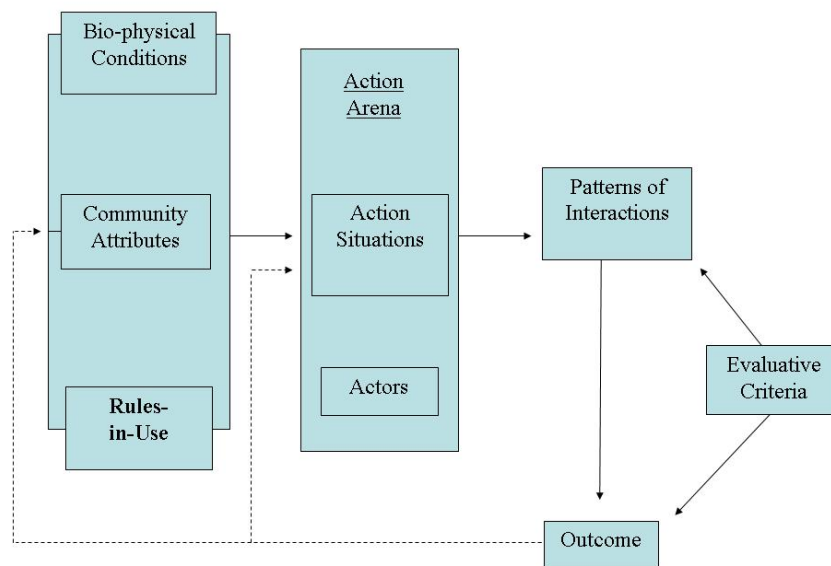 Bio-physical
Conditions
Community
Attributes
Rules-
in-Use
Action
Arena
Action
Situations
Actors
Patterns of
Interactions
Evaluative
Criteria
Outcome